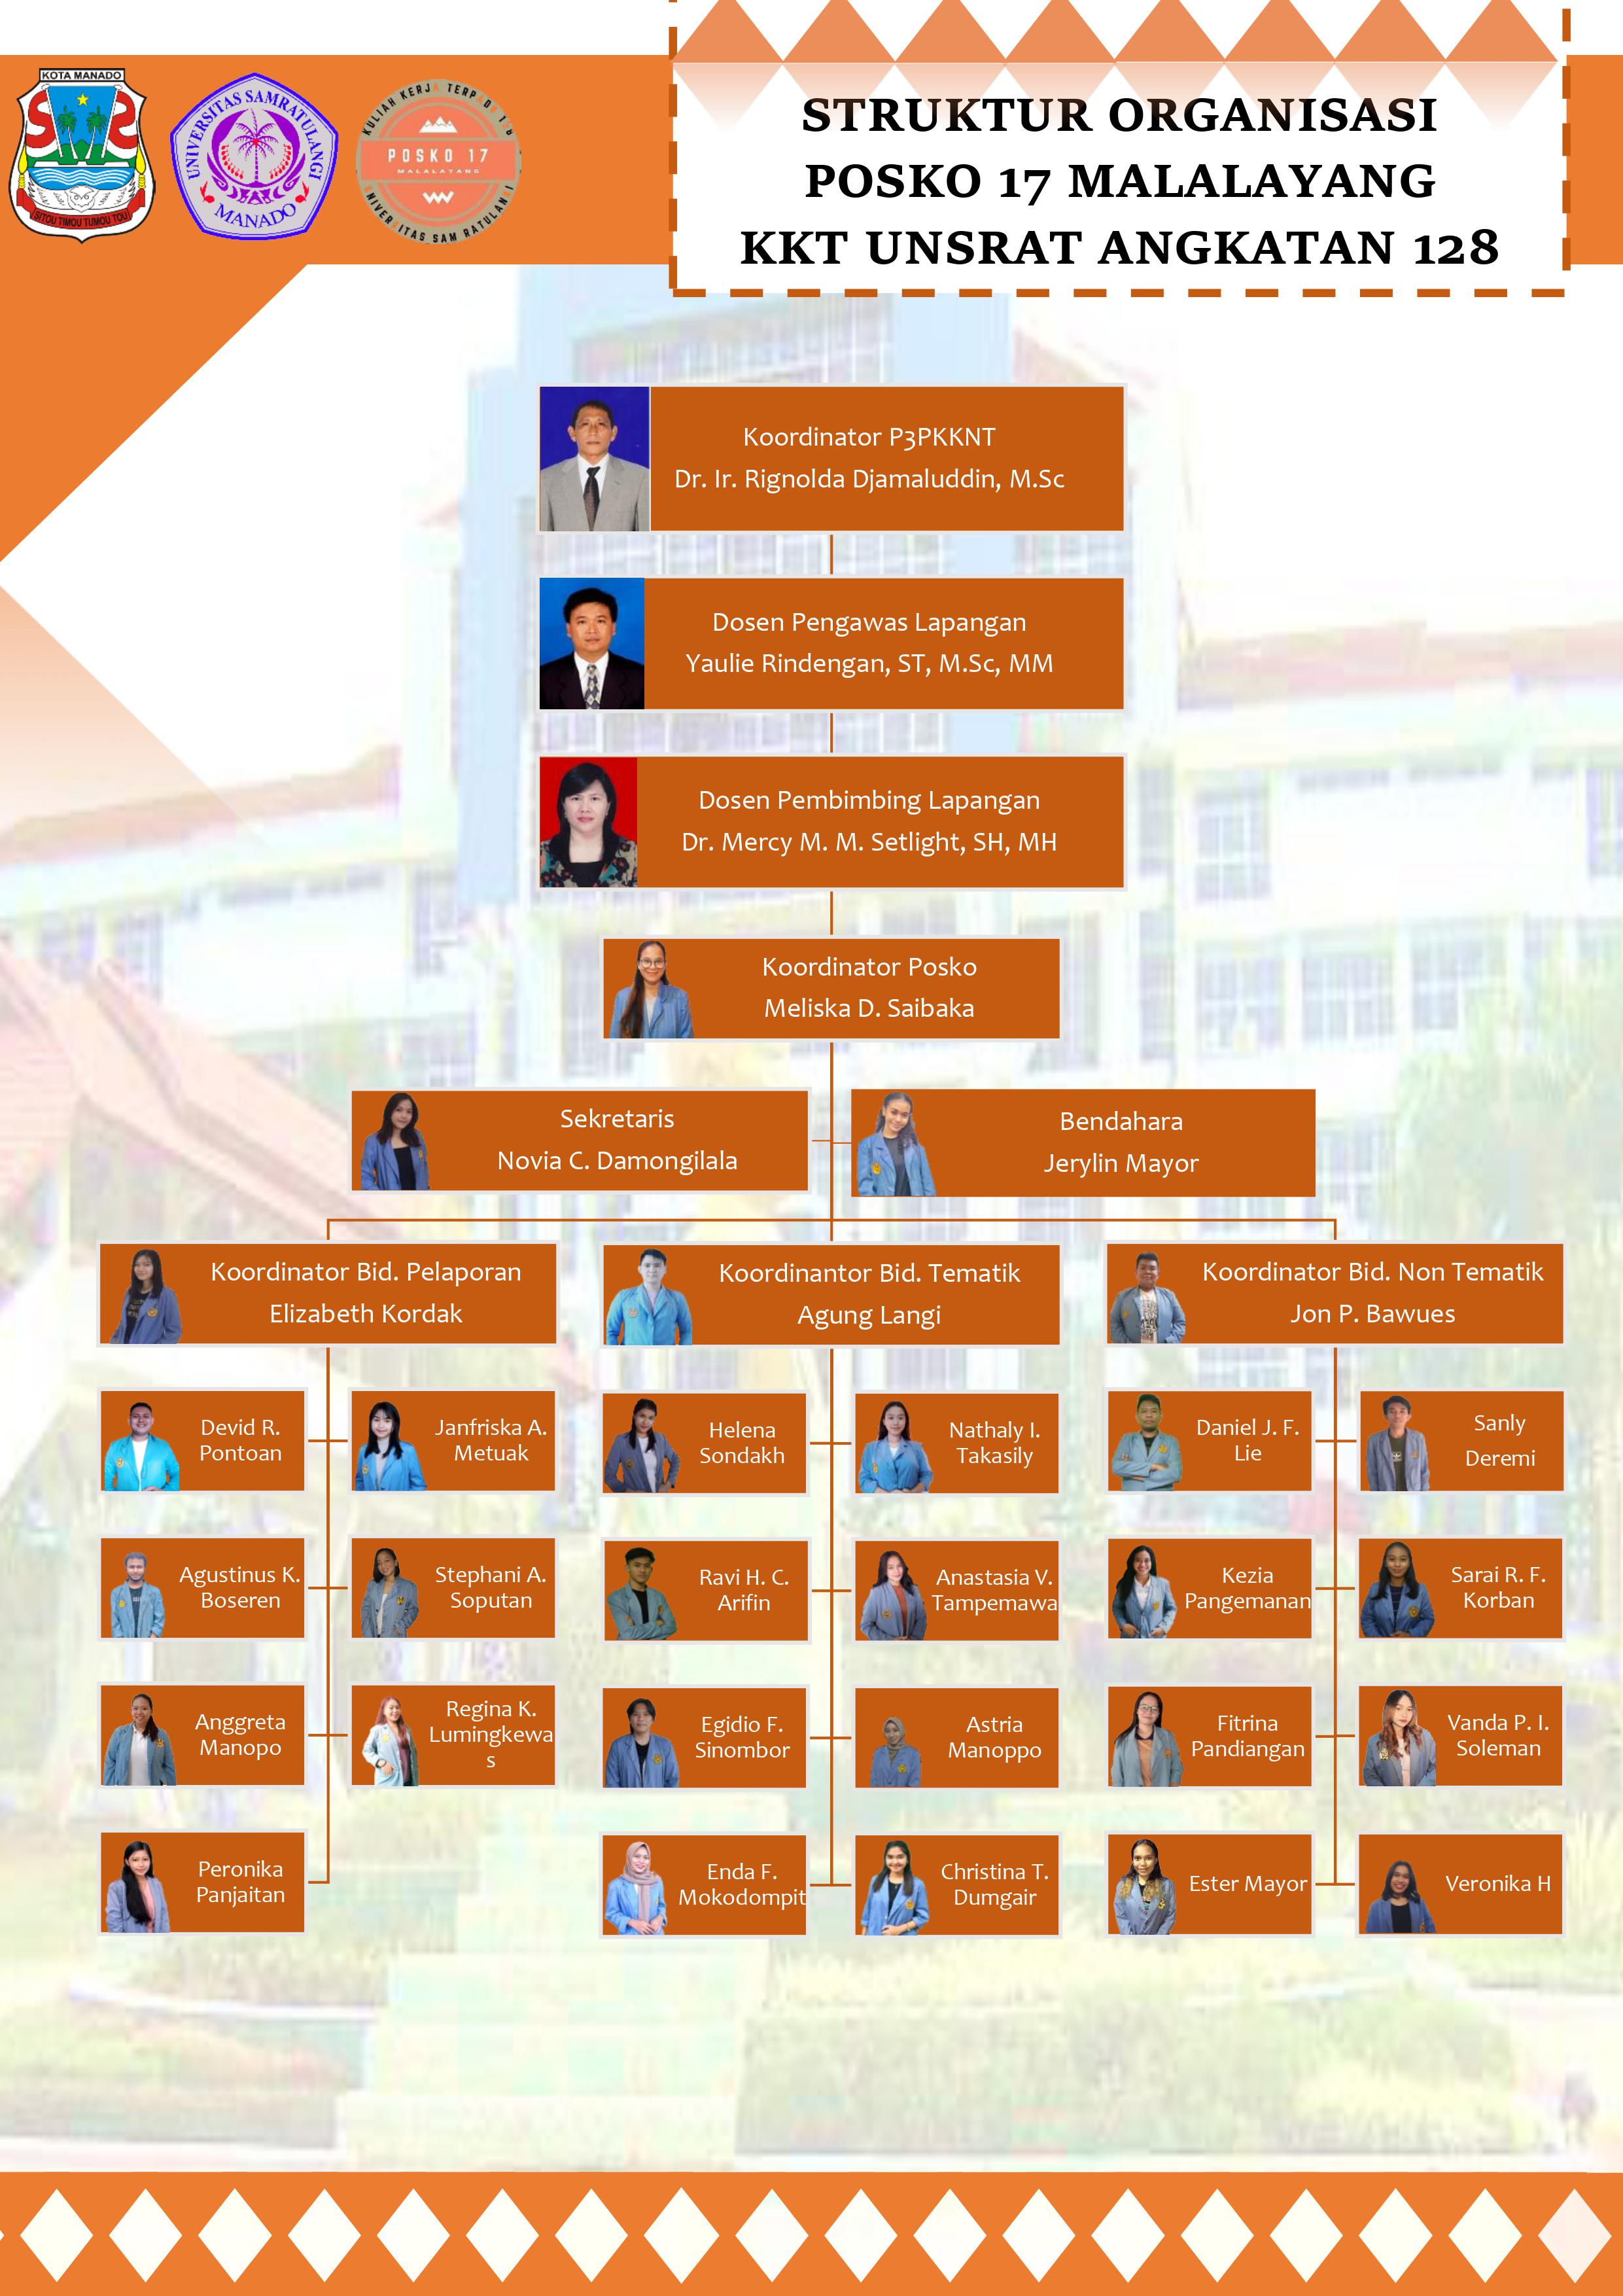 KOTA MANADO
SITOU TIMOU TUMOU TOU
UNIVERSITAS SAMRATULANGI
MANADO
KULIAH KERJA TERPADU 128
POSKO 17
MALALAYANG
UNIVERSITAS SAM RATULANGI
STRUKTUR ORGANISASI
POSKO 17 MALALAYANG
KKT UNSRAT ANGKATAN 128
Koordinator P3PKKNT
Dr. Ir. Rignolda Djamaluddin, M.Sc
Dosen Pengawas Lapangan
Yaulie Rindengan, ST, M.Sc, MM
Dosen Pembimbing Lapangan
Dr. Mercy M. M. Setlight, SH, MH
Koordinator Posko
Meliska D. Saibaka
Sekretaris
Novia C. Damongilala
Bendahara
Jerylin Mayor
Koordinator Bid. Pelaporan
Elizabeth Kordak
Koordinantor Bid. Tematik
Agung Langi
Koordinator Bid. Non Tematik
Jon P. Bawues
Devid R.
Pontoan
Janfriska A.
Metuak
Helena
Sondakh
Nathaly I.
Takasily
Daniel J. F.
Lie
Sanly
Deremi
Agustinus K.
Boseren
Stephani A.
Soputan
Ravi H. C.
Arifin
Anastasia V.
Tampemawa
Kezia
Pangemanan
Sarai R. F.
Korban
Anggreta
Manopo
Regina K.
Lumingkewa
s
Egidio F.
Sinombor
Astria
Manoppo
Fitrina
Pandiangan
Vanda P. I.
Soleman
Peronika
Panjaitan
Enda F.
Mokodompit
Christina T.
Dumgair
Ester Mayor
Veronika H